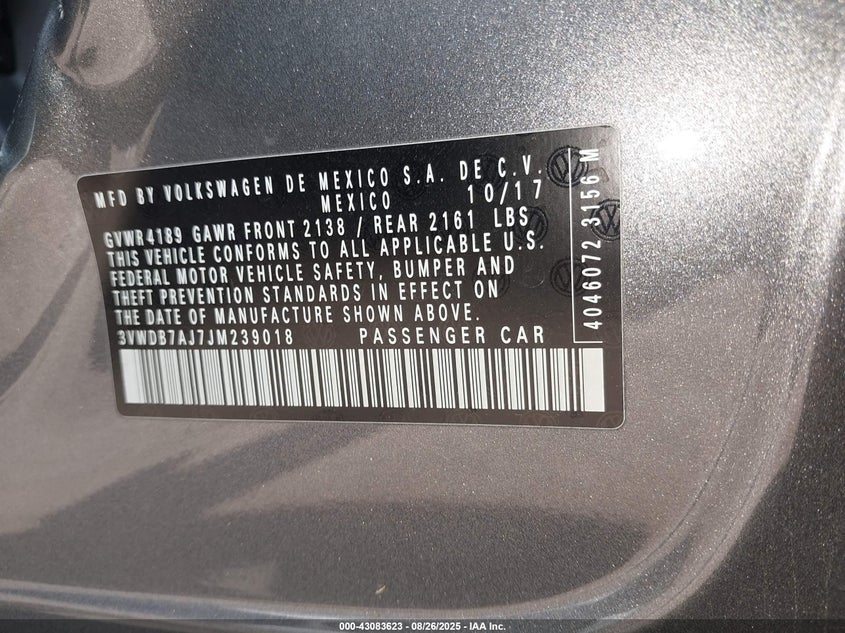 MFD BY VOLKSWAGEN DE MEXICO S.A. DE C.V.
MEXICO 10/17
GVWR4189 GAWR FRONT 2138 / REAR 2161 LBS
THIS VEHICLE CONFORMS TO ALL APPLICABLE U.S.
FEDERAL MOTOR VEHICLE SAFETY, BUMPER AND
THEFT PREVENTION STANDARDS IN EFFECT ON
THE DATE OF MANUFACTURE SHOWN ABOVE.
3VWDB7AJ7JM239018 PASSENGER CAR
4046072 3156 M
000-43083623 - 08/26/2025 - IAA Inc.